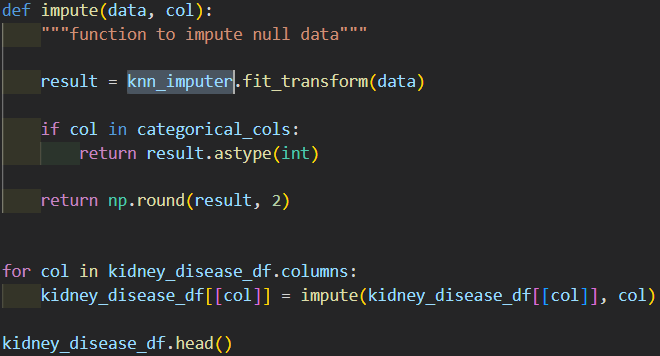 def impute(data, col):
    """function to impute null data"""
    result = knn_imputer.fit_transform(data)
    if col in categorical_cols:
        return result.astype(int)
    return np.round(result, 2)
for col in kidney_disease_df.columns:
    kidney_disease_df[[col]] = impute(kidney_disease_df[[col]], col)
kidney_disease_df.head()